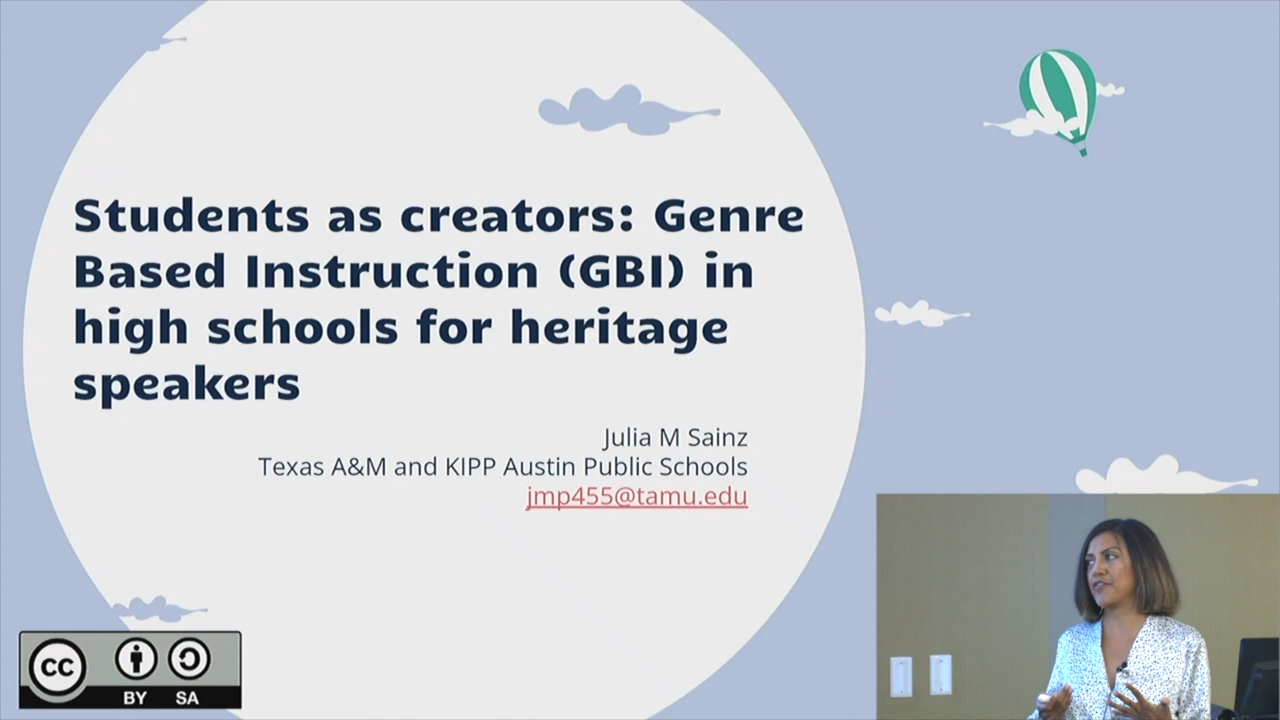 Students as creators: Genre
Based Instruction (GBI) in
high schools for heritage
speakers
Julia M Sainz
Texas A&M and KIPP Austin Public Schools
jmp455@tamu.edu
cc
BY SA